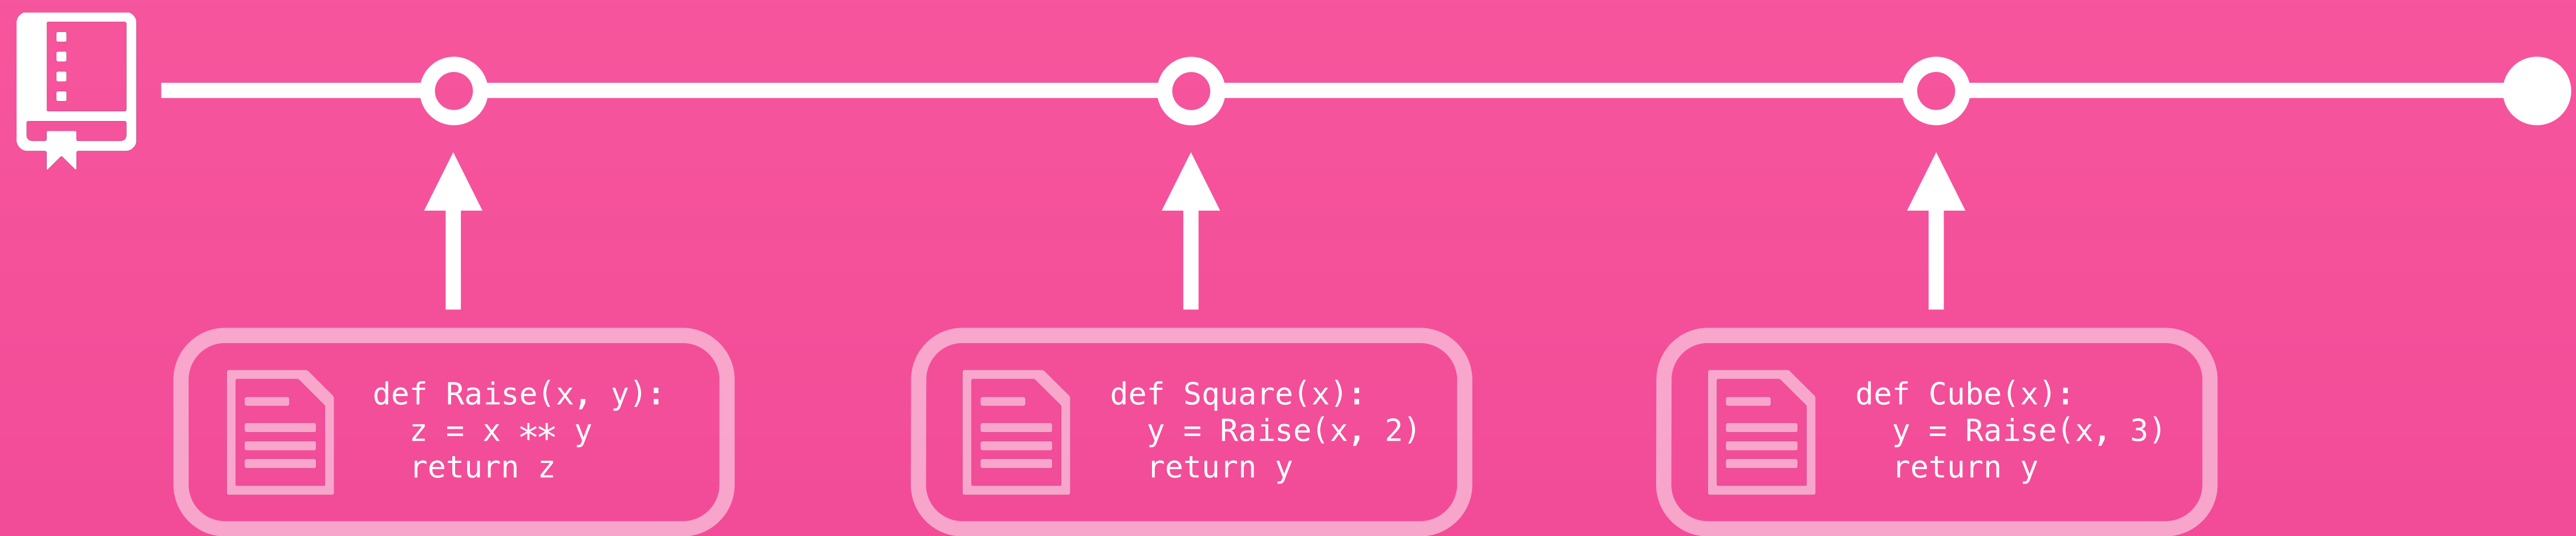 def Raise(x, y):
  z = x ** y
  return z
def Square(x):
  y = Raise(x, 2)
  return y
def Cube(x):
  y = Raise(x, 3)
  return y